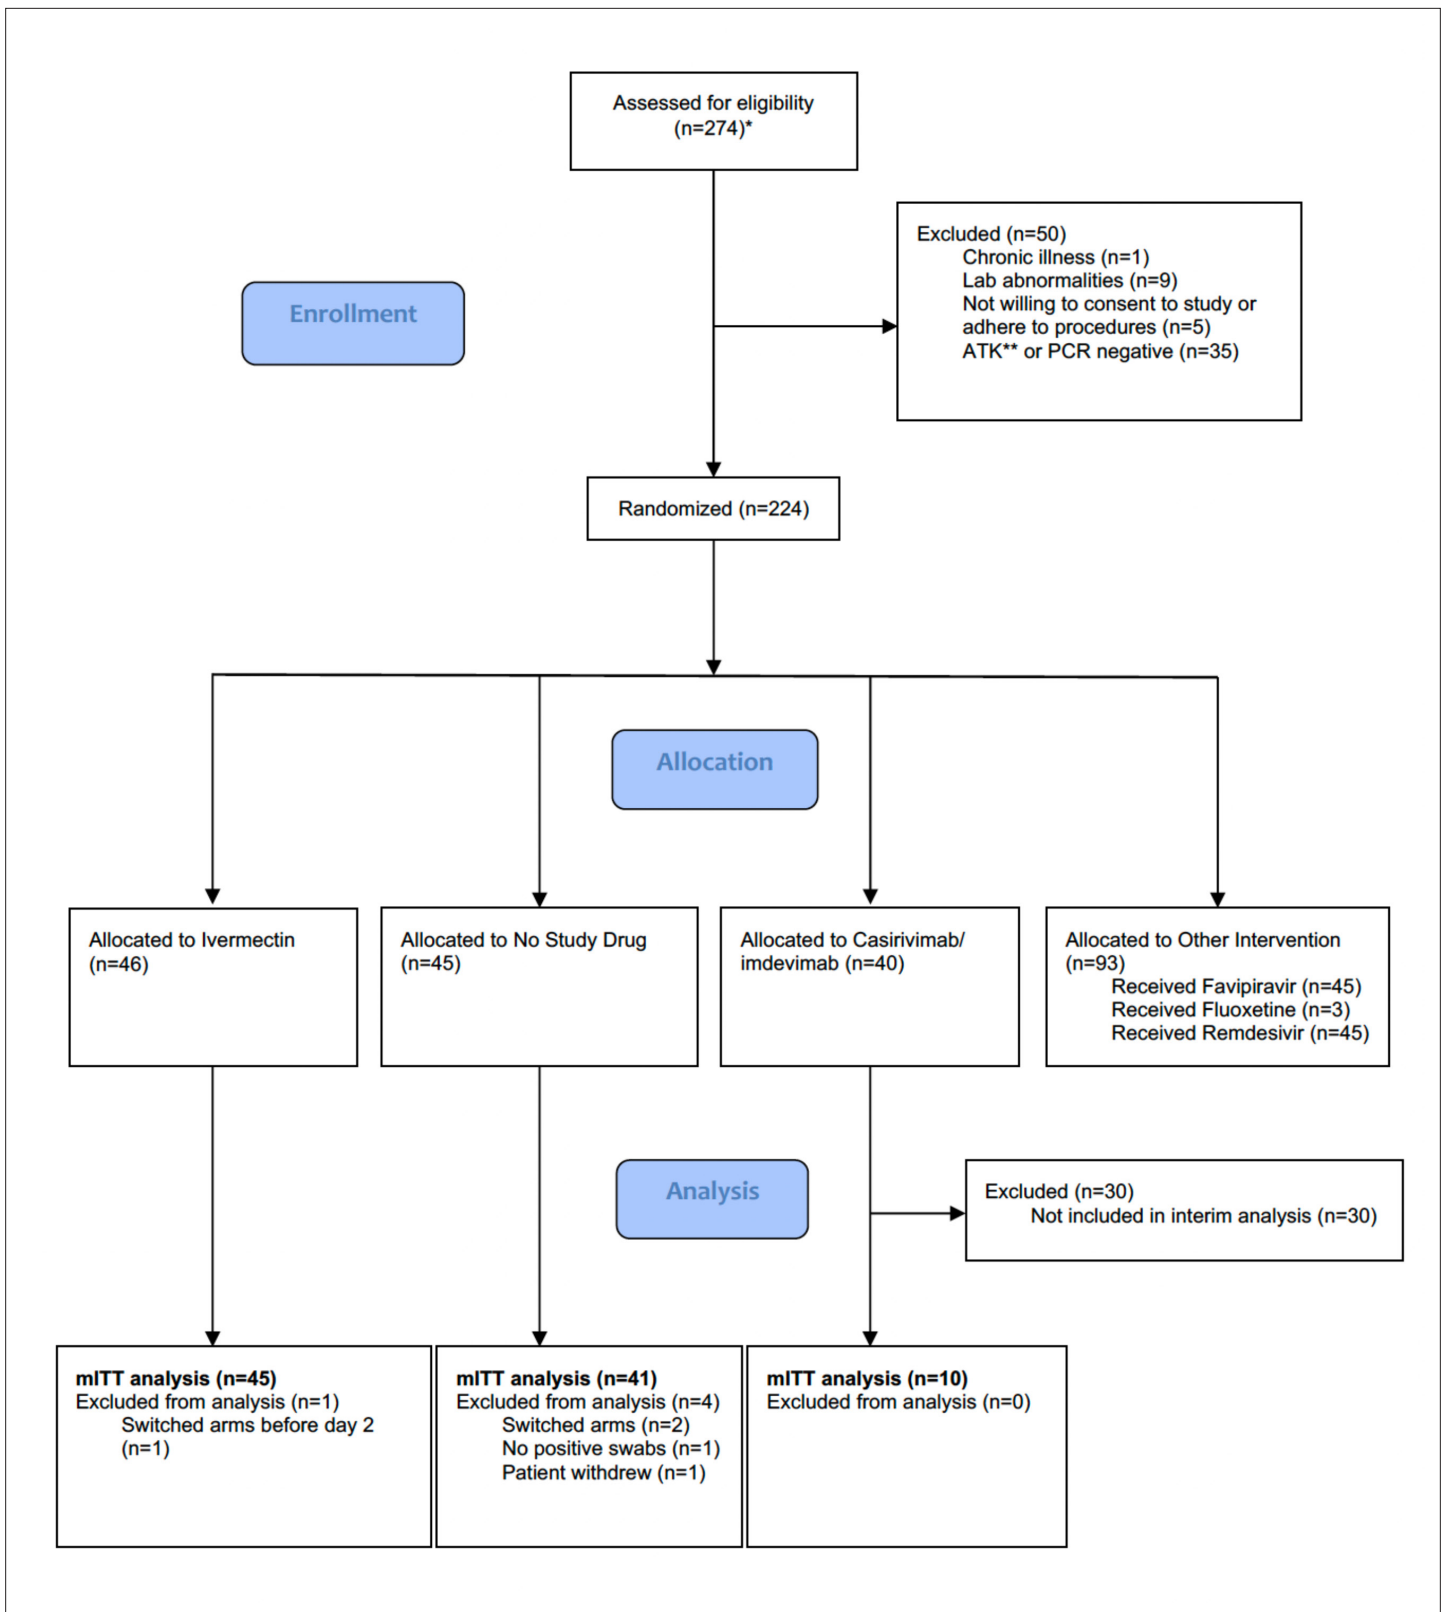 Assessed for eligibility
(n=274)*
Excluded (n=50)
Chronic illness (n=1)
Lab abnormalities (n=9)
Not willing to consent to study or
adhere to procedures (n=5)
ATK** or PCR negative (n=35)
Enrollment
Randomized (n=224)
Allocation
Allocated to Ivermectin
(n=46)
Allocated to No Study Drug
(n=45)
Allocated to Casirivimab/
imdevimab (n=40)
Allocated to Other Intervention
(n=93)
Received Favipiravir (n=45)
Received Fluoxetine (n=3)
Received Remdesivir (n=45)
Analysis
Excluded (n=30)
Not included in interim analysis (n=30)
mITT analysis (n=45)
Excluded from analysis (n=1)
Switched arms before day 2
(n=1)
mITT analysis (n=41)
Excluded from analysis (n=4)
Switched arms (n=2)
No positive swabs (n=1)
Patient withdrew (n=1)
mITT analysis (n=10)
Excluded from analysis (n=0)